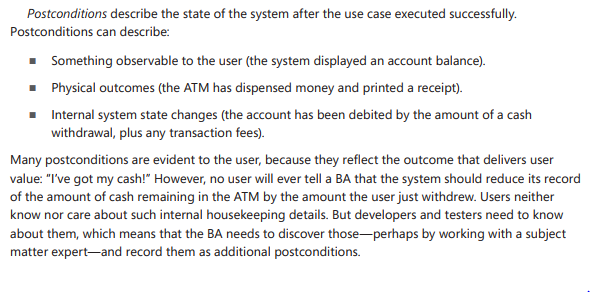 Postconditions describe the state of the system after the use case executed successfully.
Postconditions can describe:
■ Something observable to the user (the system displayed an account balance).
■ Physical outcomes (the ATM has dispensed money and printed a receipt).
■ Internal system state changes (the account has been debited by the amount of a cash
withdrawal, plus any transaction fees).
Many postconditions are evident to the user, because they reflect the outcome that delivers user
value: “I’ve got my cash!” However, no user will ever tell a BA that the system should reduce its record
of the amount of cash remaining in the ATM by the amount the user just withdrew. Users neither
know nor care about such internal housekeeping details. But developers and testers need to know
about them, which means that the BA needs to discover those—perhaps by working with a subject
matter expert—and record them as additional postconditions.